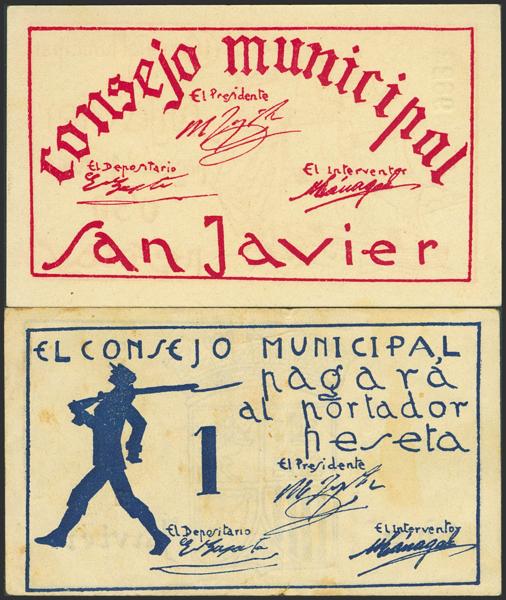 consejo municipal
El Presidente
El Depositario
El Interventor
San Javier
EL CONSEJO MUNICIPAL
pagará
al portador
1 peseta
El Presidente
El Depositario
El Interventor